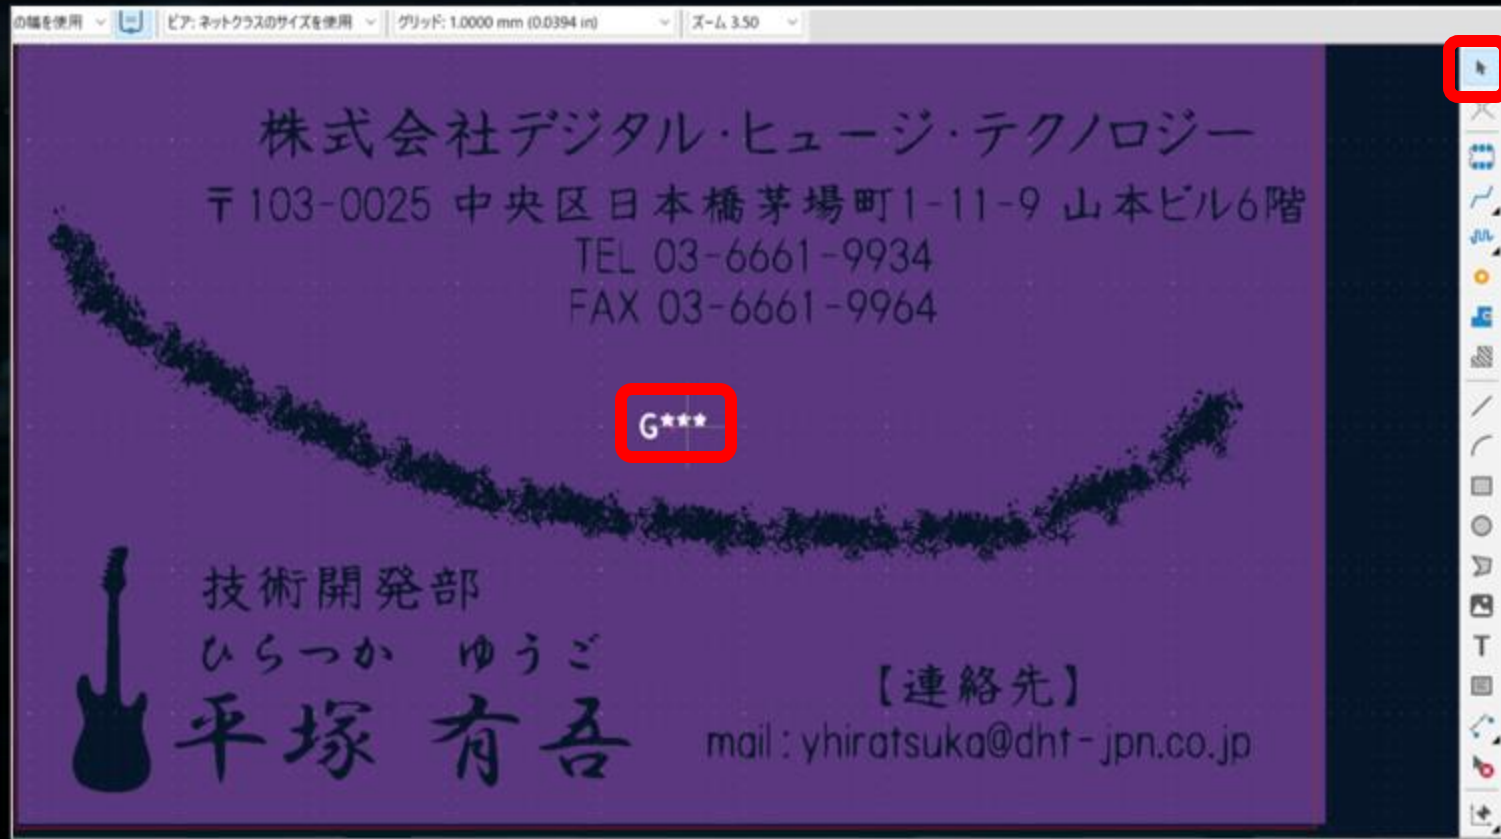 の幅を使用 ビア: ネットクラスのサイズを使用 グリッド: 1.0000 mm (0.0394 in) ズーム 3.50
株式会社デジタル・ヒュージ・テクノロジー
〒103-0025 中央区日本橋茅場町1-11-9 山本ビル6階
TEL 03-6661-9934
FAX 03-6661-9964
G***
技術開発部
ひらつか ゆうご
平塚 有吾
【連絡先】
mail:yhiratsuka@dht-jpn.co.jp
T